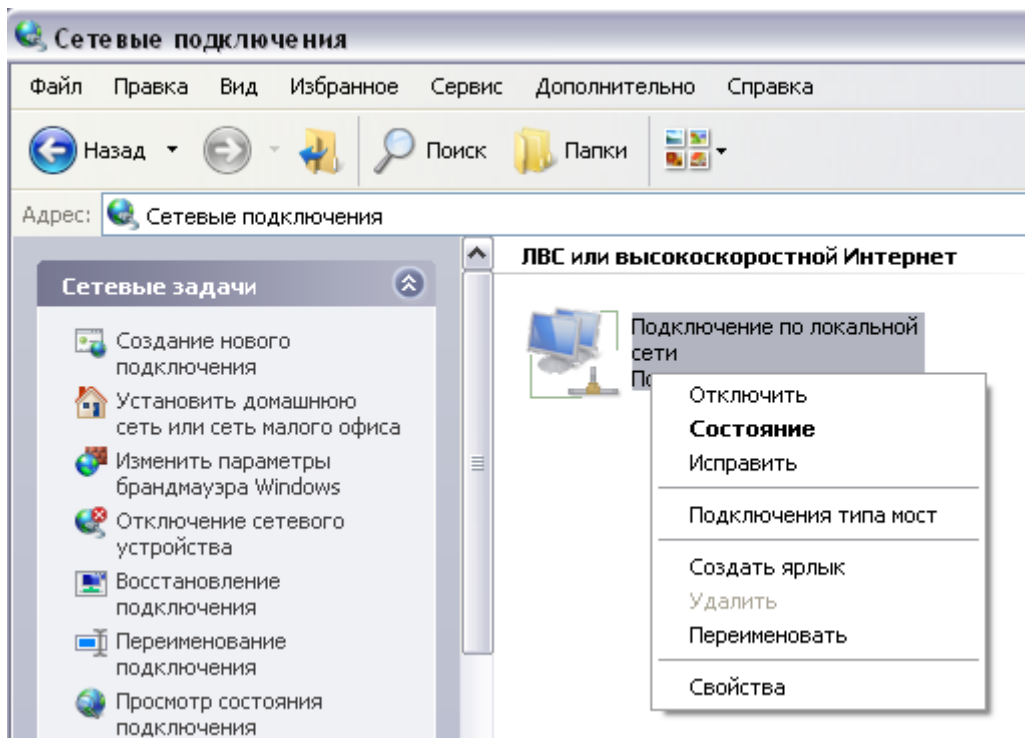 Сетевые подключения
Файл Правка Вид Избранное Сервис Дополнительно Справка
Назад Поиск Папки
Адрес: Сетевые подключения
Сетевые задачи
Создание нового
подключения
Установить домашнюю
сеть или сеть малого офиса
Изменить параметры
брандмауэра Windows
Отключение сетевого
устройства
Восстановление
подключения
Переименование
подключения
Просмотр состояния
подключения
ЛВС или высокоскоростной Интернет
Подключение по локальной
сети
Отключить
Состояние
Исправить
Подключения типа мост
Создать ярлык
Удалить
Переименовать
Свойства